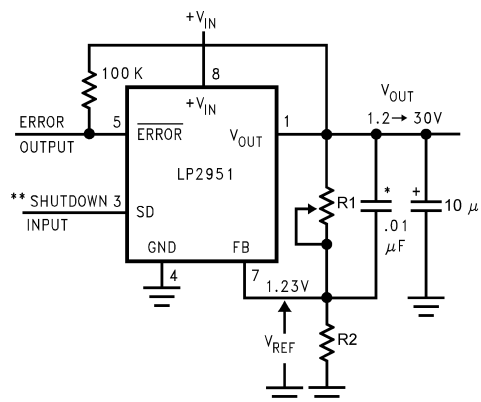 +VIN
100 K
8
+VIN
VOUT
1.2→30V
ERROR
OUTPUT
5
ERROR
VOUT
1
LP2951
** SHUTDOWN 3
INPUT
SD
R1
*
.01
μF
+
10 μ
GND
FB
4
7
1.23V
VREF
R2